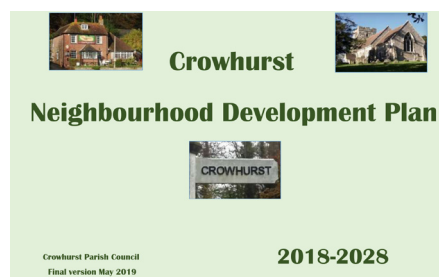 Crowhurst
Neighbourhood Development Plan
CROWHURST
2018-2028
Crowhurst Parish Council
Final version May 2019